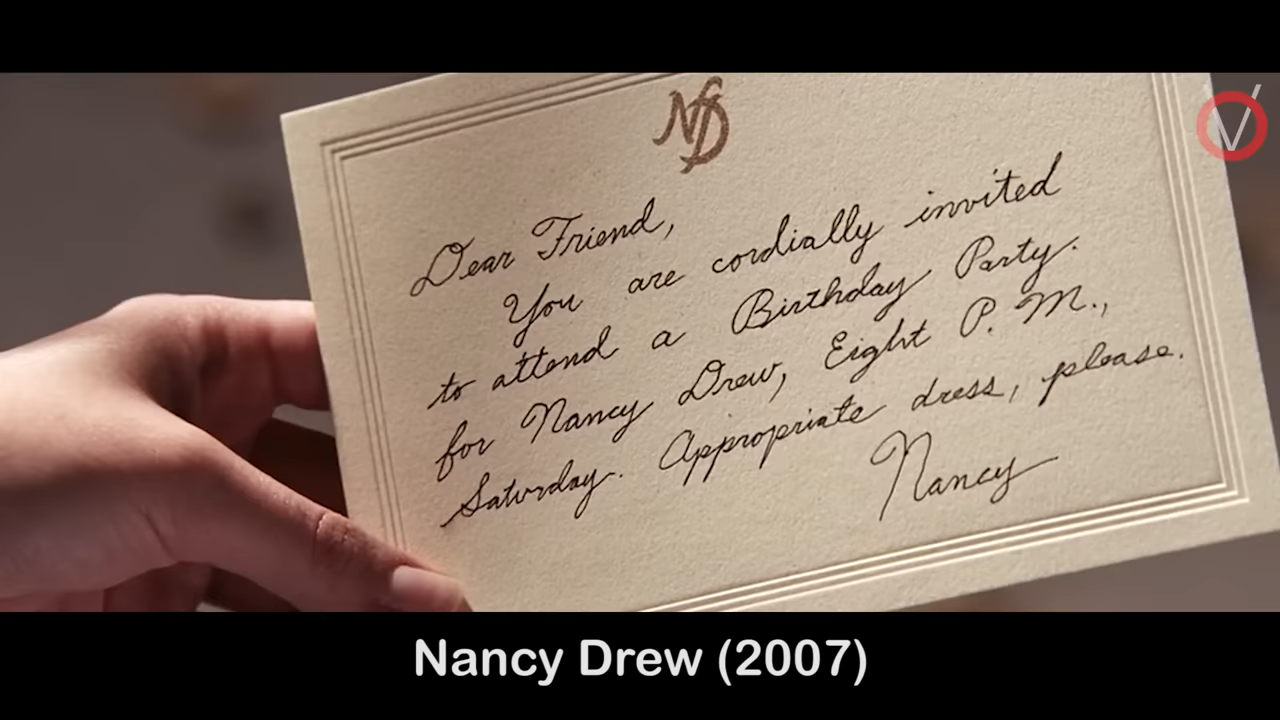 ND
Dear Friend,
You are cordially invited
to attend a Birthday Party.
for Nancy Drew, Eight P. M.,
Saturday. Appropriate dress, please.
Nancy
V
Nancy Drew (2007)